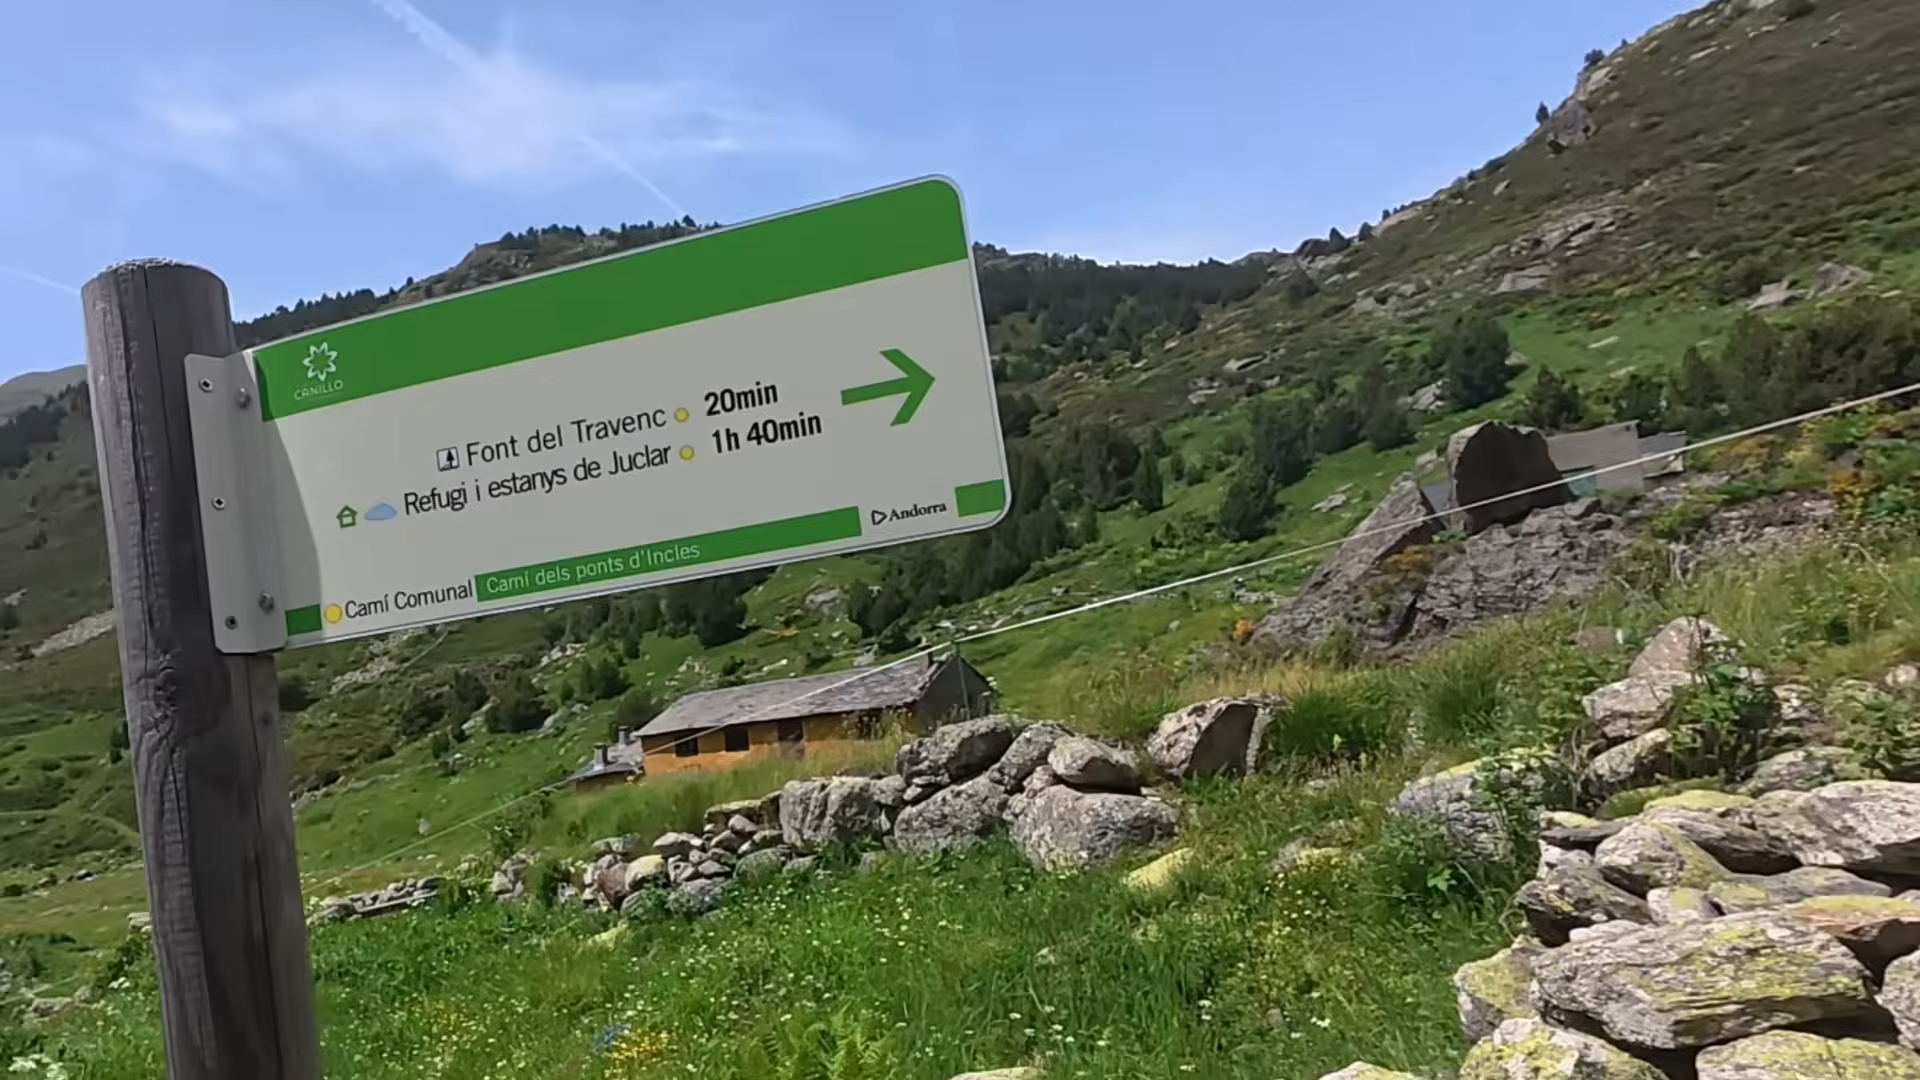 CANILLO
Font del Travenc 20min
Refugi i estanys de Juclar 1h 40min
Andorra
Camí Comunal Camí dels ponts d'Incles